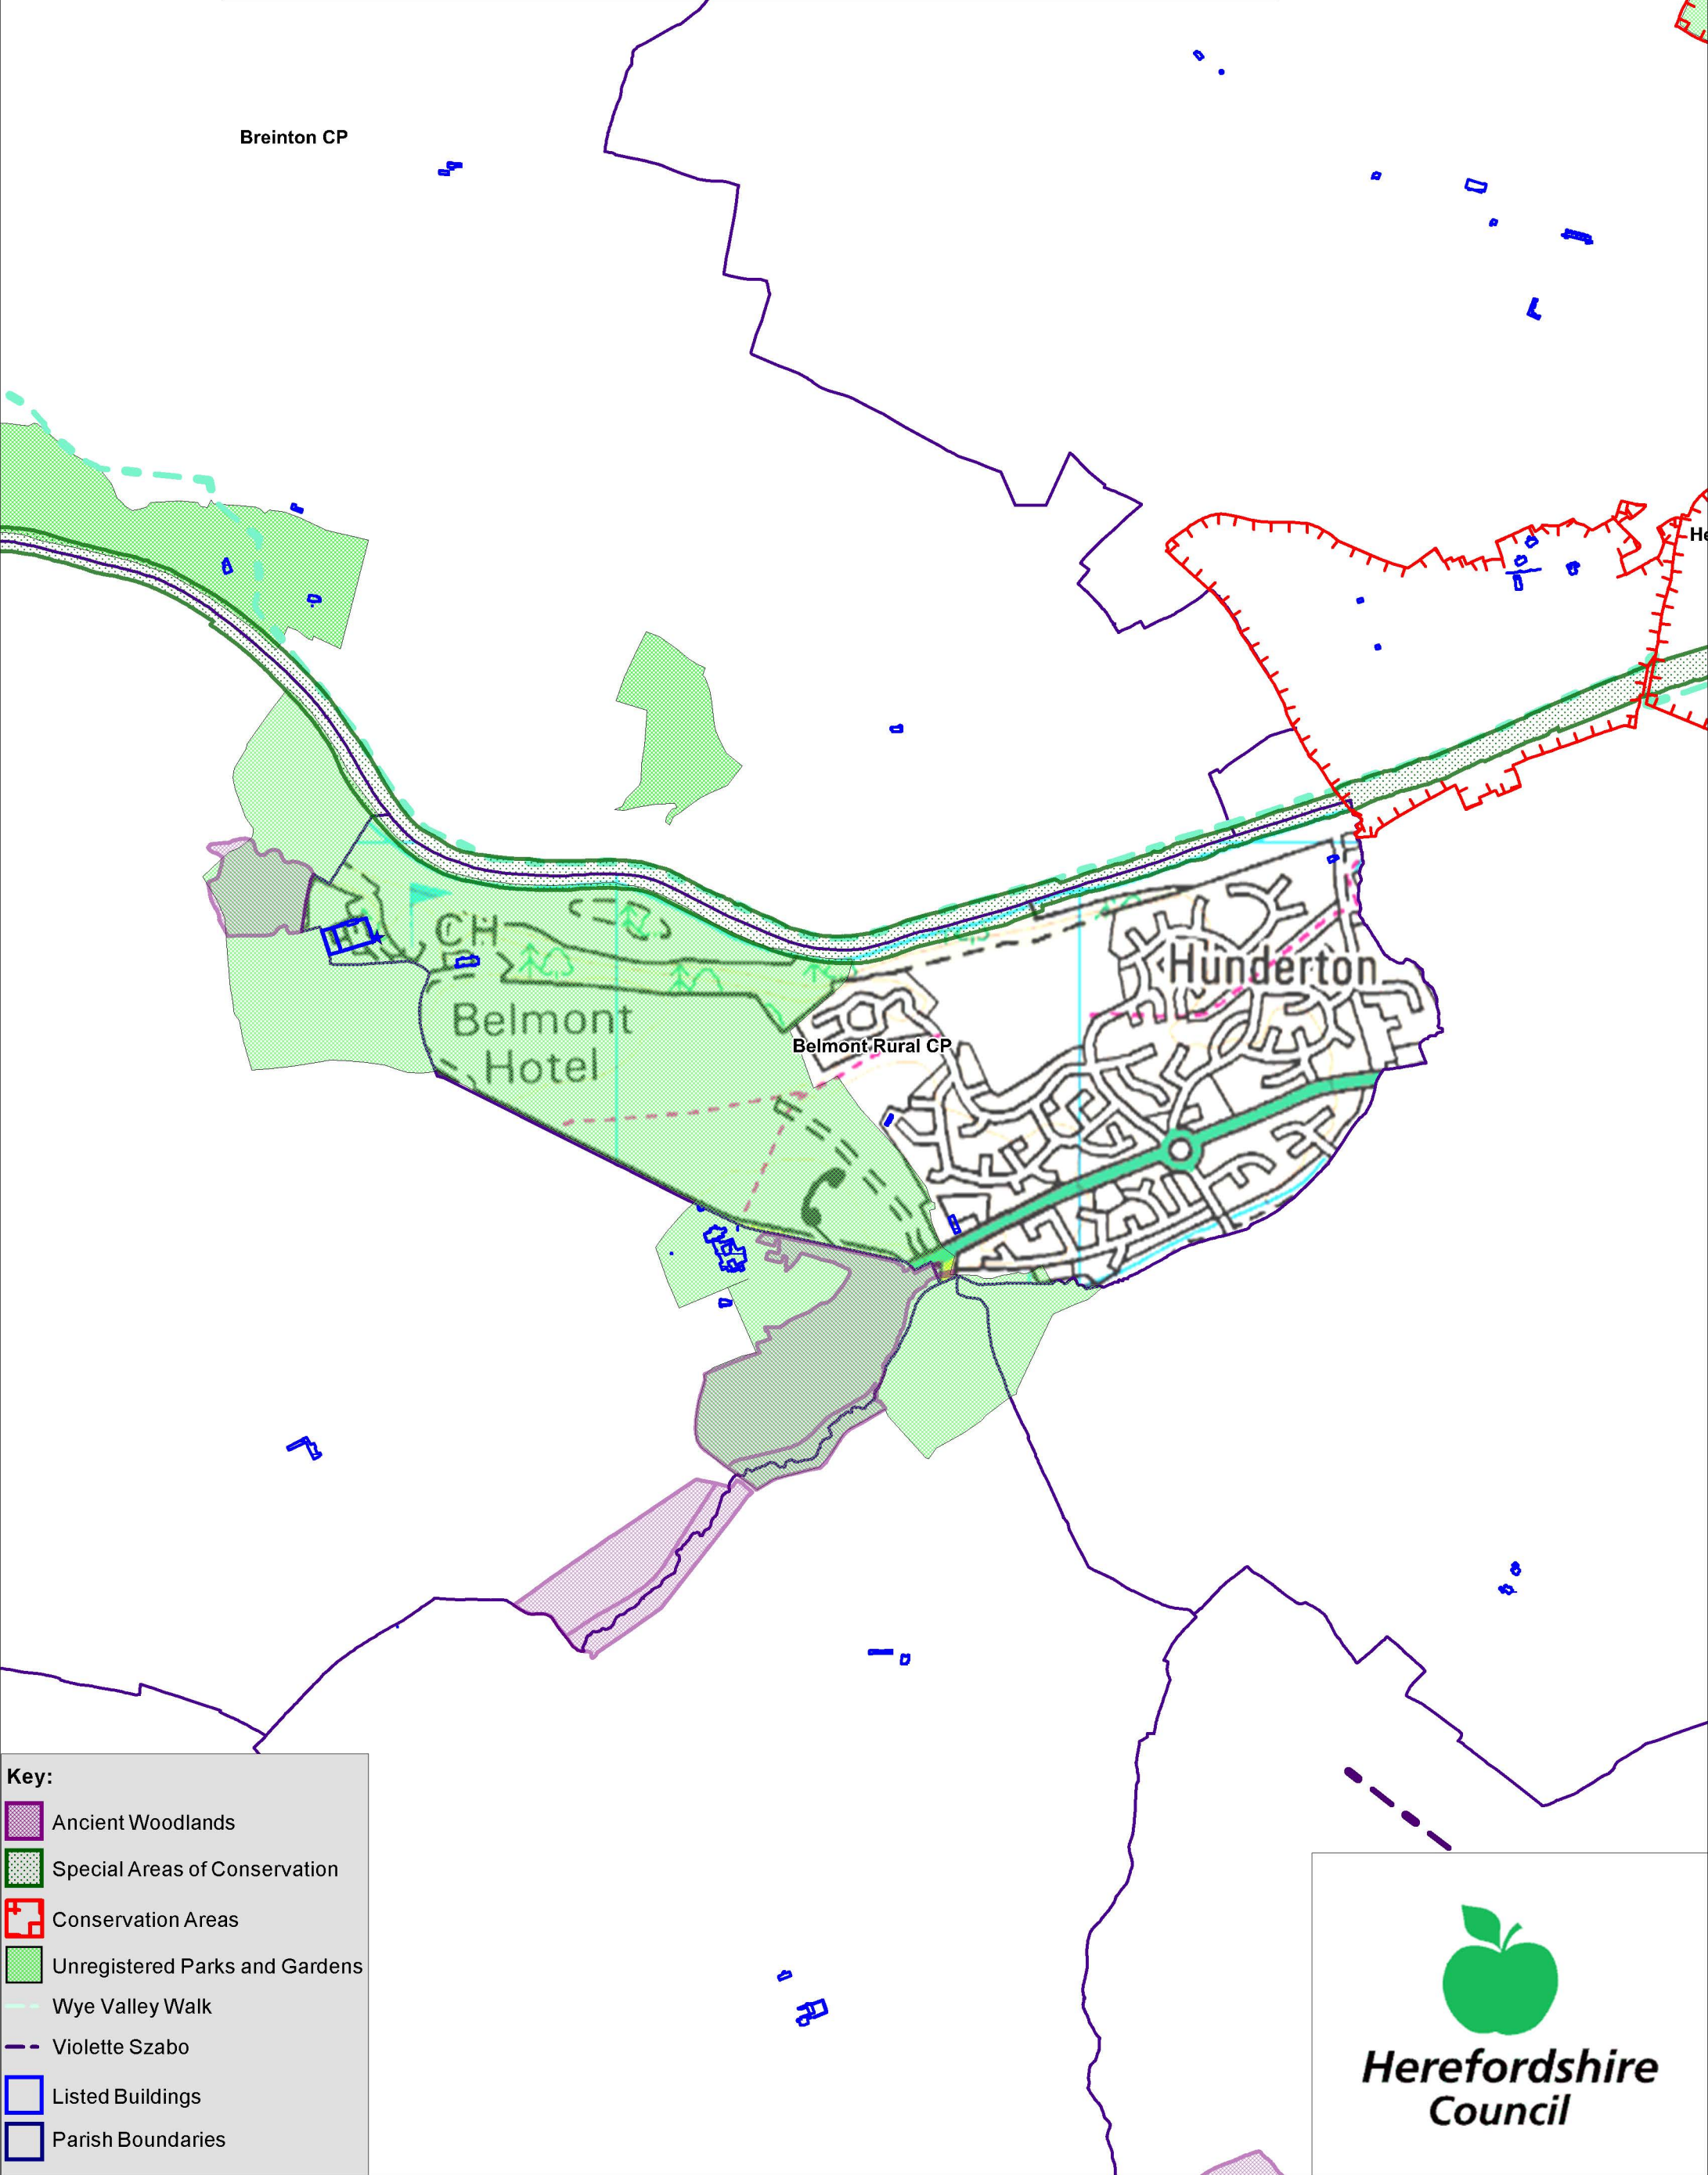 Breinton CP
He
CH
Hunderton
Belmont
Hotel
Belmont Rural CP
Key:
Ancient Woodlands
Special Areas of Conservation
Conservation Areas
Unregistered Parks and Gardens
Wye Valley Walk
Violette Szabo
Listed Buildings
Parish Boundaries
Herefordshire
Council